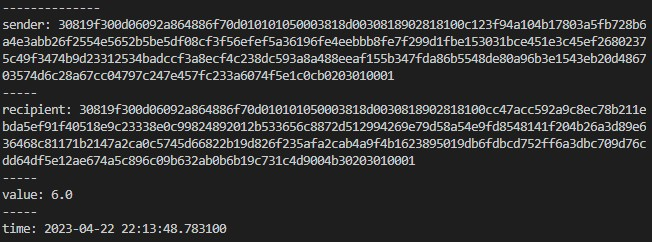 --------------
sender: 30819f300d06092a864886f70d010101050003818d0030818902818100c123f94a104b17803a5fb728b6
a4e3abb26f2554e5652b5be5df08cf3f56efef5a36196fe4eebbb8fe7f299d1fbe153031bce451e3c45ef2680237
5c49f3474b9d23312534badccf3a8ecf4c238dc593a8a488eeaf155b347fda86b5548de80a96b3e1543eb20d4867
03574d6c28a67cc04797c247e457fc233a6074f5e1c0cb0203010001
-----
recipient: 30819f300d06092a864886f70d010101050003818d0030818902818100cc47acc592a9c8ec78b211e
bda5ef91f40518e9c23338e0c99824892012b533656c8872d512994269e79d58a54e9fd8548141f204b26a3d89e6
36468c81171b2147a2ca0c5745d66822b19d826f235afa2cab4a9f4b1623895019db6fdbcd752ff6a3dbc709d76c
dd64df5e12ae674a5c896c09b632ab0b6b19c731c4d9004b30203010001
-----
value: 6.0
-----
time: 2023-04-22 22:13:48.783100